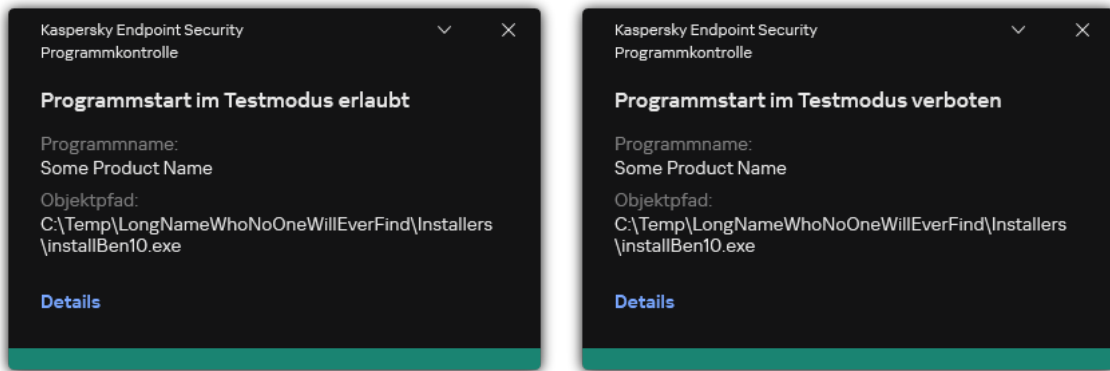 Kaspersky Endpoint Security
Programmkontrolle
Programmstart im Testmodus erlaubt
Programmname:
Some Product Name
Objektpfad:
C:\Temp\LongNameWhoNoOneWillEverFind\Installers
\installBen10.exe
Details
Kaspersky Endpoint Security
Programmkontrolle
Programmstart im Testmodus verboten
Programmname:
Some Product Name
Objektpfad:
C:\Temp\LongNameWhoNoOneWillEverFind\Installers
\installBen10.exe
Details